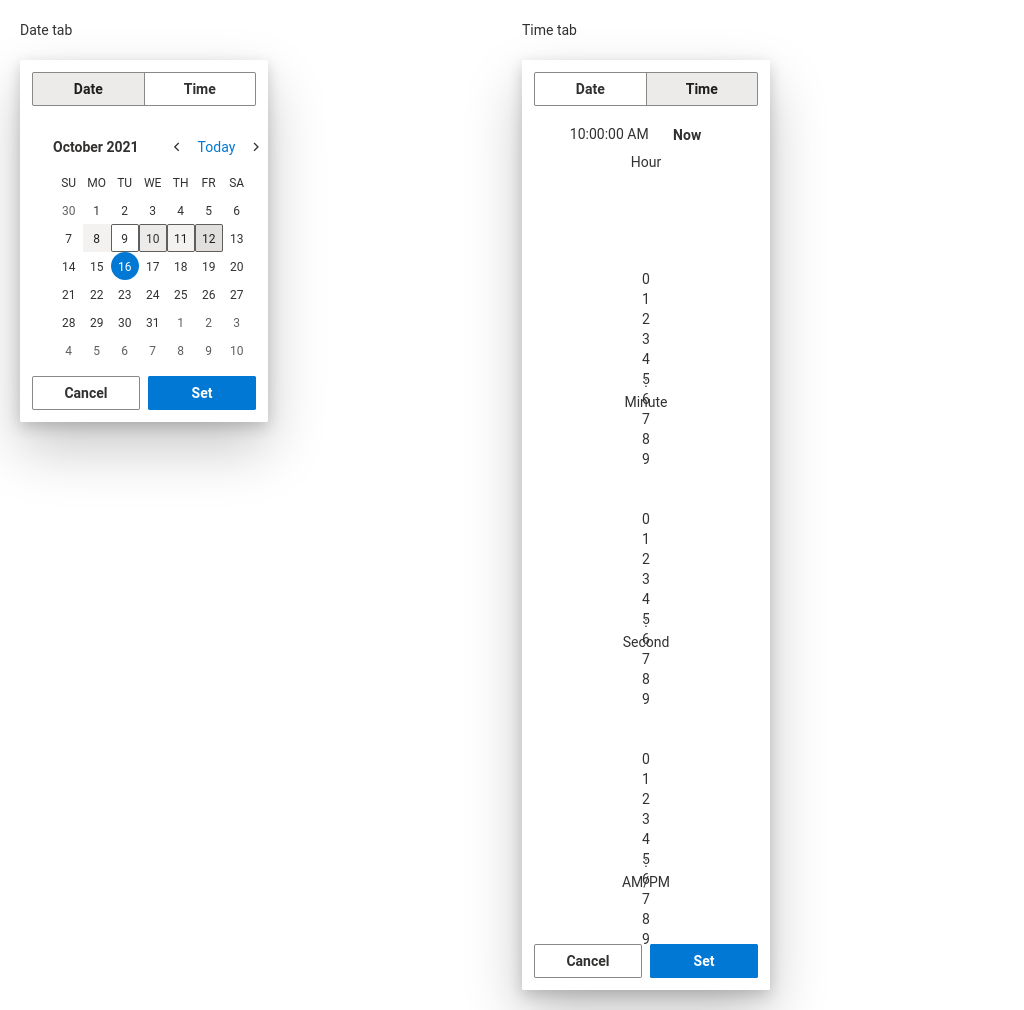 Date tab
Date Time
October 2021 Today
SU MO TU WE TH FR SA
30 1 2 3 4 5 6
7 8 9 10 11 12 13
14 15 16 17 18 19 20
21 22 23 24 25 26 27
28 29 30 31 1 2 3
4 5 6 7 8 9 10
Cancel Set
Time tab
Date Time
10:00:00 AM Now
Hour
0
1
2
3
4
5
6
Minute
7
8
9
0
1
2
3
4
5
6
Second
7
8
9
0
1
2
3
4
5
6
AM/PM
7
8
9
Cancel Set